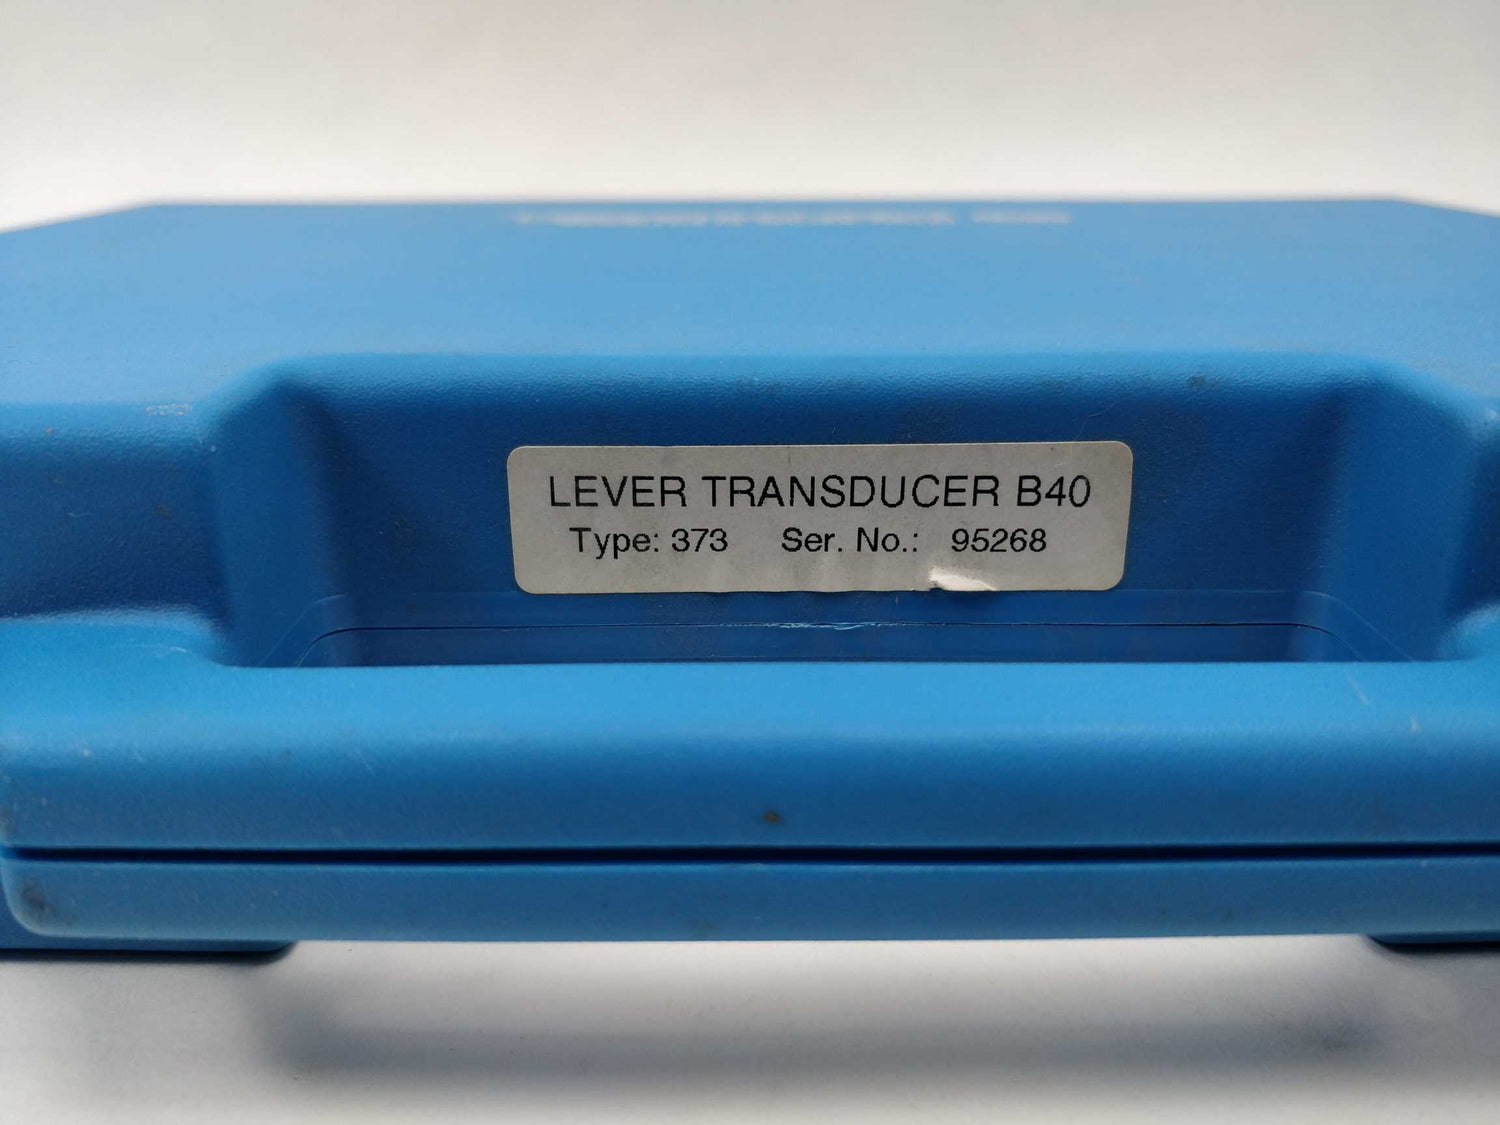 LEVER TRANSDUCER B40
Type: 373 Ser. No.: 95268